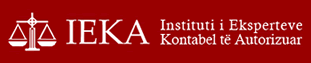 IEKA
Instituti i Eksperteve
Kontabel të Autorizuar